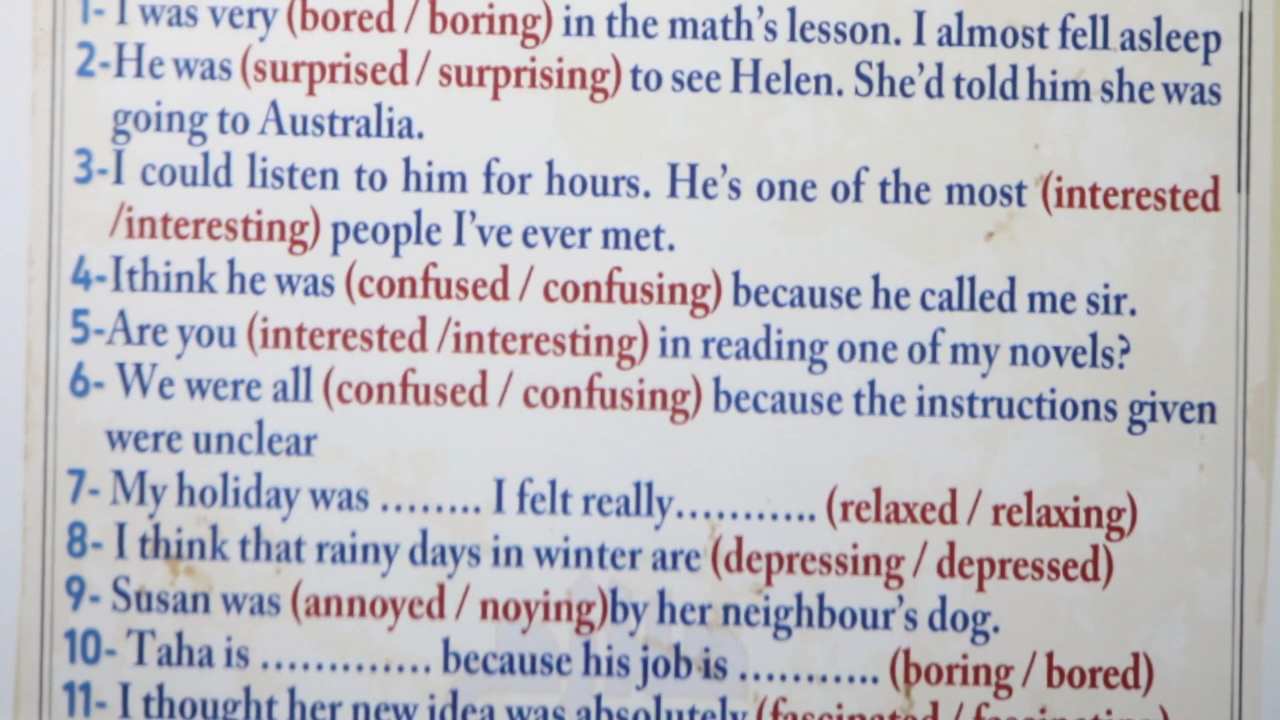 1- I was very (bored / boring) in the math's lesson. I almost fell asleep
2-He was (surprised / surprising) to see Helen. She'd told him she was
going to Australia.
3-I could listen to him for hours. He's one of the most (interested
/interesting) people I've ever met.
4-Ithink he was (confused / confusing) because he called me sir.
5-Are you (interested /interesting) in reading one of my novels?
6- We were all (confused / confusing) because the instructions given
were unclear
7- My holiday was ........ I felt really........... (relaxed / relaxing)
8- I think that rainy days in winter are (depressing / depressed)
9- Susan was (annoyed / noying)by her neighbour's dog.
10- Taha is ............. because his job is ........... (boring / bored)
11- I thought her new idea was absolutely (fascinated / fascinating)